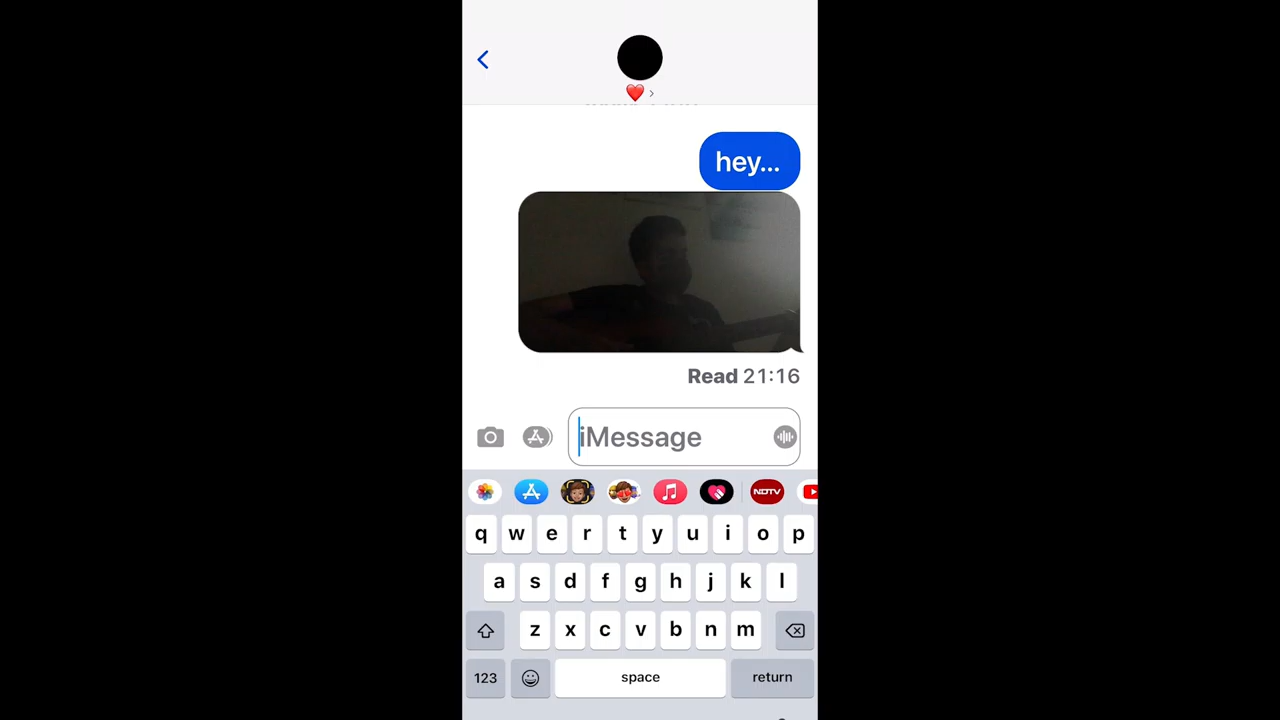 hey...
Read 21:16
iMessage
NDTV
q w e r t y u i o p
a s d f g h j k l
z x c v b n m
123 space return